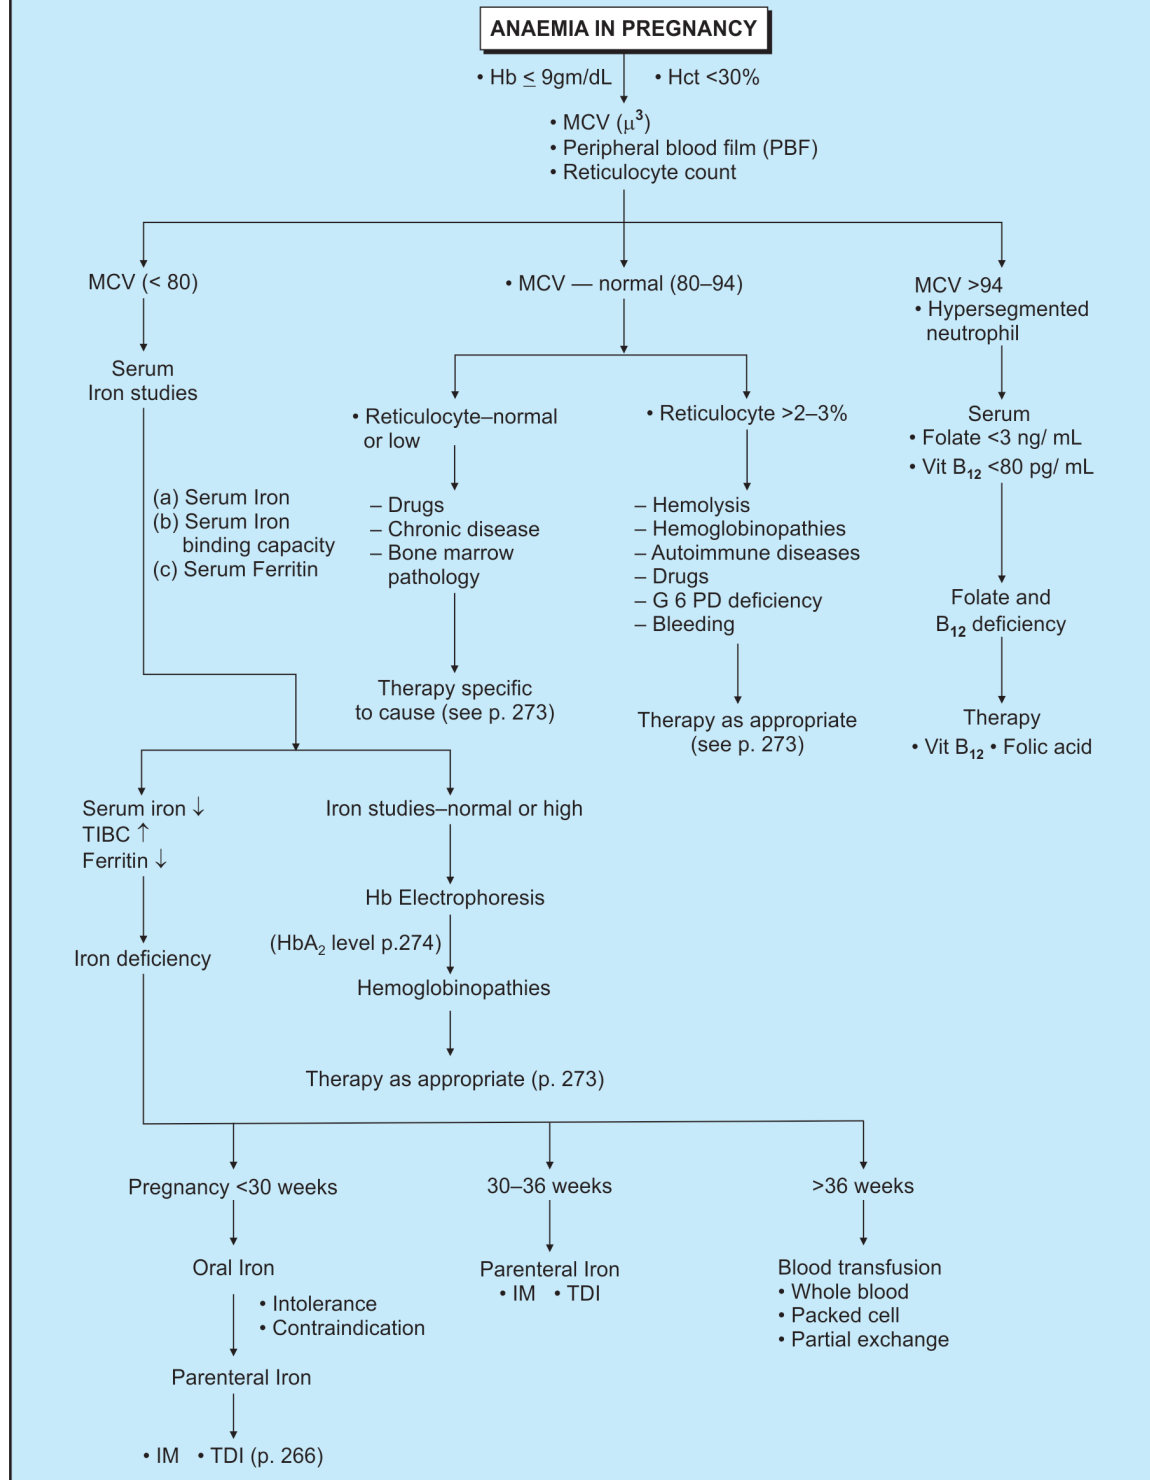 ANAEMIA IN PREGNANCY
• Hb ≤ 9gm/dL • Hct <30%
• MCV (μ³)
• Peripheral blood film (PBF)
• Reticulocyte count
MCV (< 80)
• MCV — normal (80–94)
MCV >94
• Hypersegmented
neutrophil
Serum
Iron studies
• Reticulocyte–normal
or low
• Reticulocyte >2–3%
Serum
• Folate <3 ng/ mL
• Vit B₁₂ <80 pg/ mL
(a) Serum Iron
(b) Serum Iron
binding capacity
(c) Serum Ferritin
– Drugs
– Chronic disease
– Bone marrow
pathology
– Hemolysis
– Hemoglobinopathies
– Autoimmune diseases
– Drugs
– G 6 PD deficiency
– Bleeding
Folate and
B₁₂ deficiency
Therapy specific
to cause (see p. 273)
Therapy as appropriate
(see p. 273)
Therapy
• Vit B₁₂ • Folic acid
Serum iron ↓
TIBC ↑
Ferritin ↓
Iron studies–normal or high
Hb Electrophoresis
(HbA₂ level p.274)
Iron deficiency
Hemoglobinopathies
Therapy as appropriate (p. 273)
Pregnancy <30 weeks
30–36 weeks
>36 weeks
Oral Iron
• Intolerance
• Contraindication
Parenteral Iron
• IM • TDI (p. 266)
Parenteral Iron
• IM • TDI
Blood transfusion
• Whole blood
• Packed cell
• Partial exchange